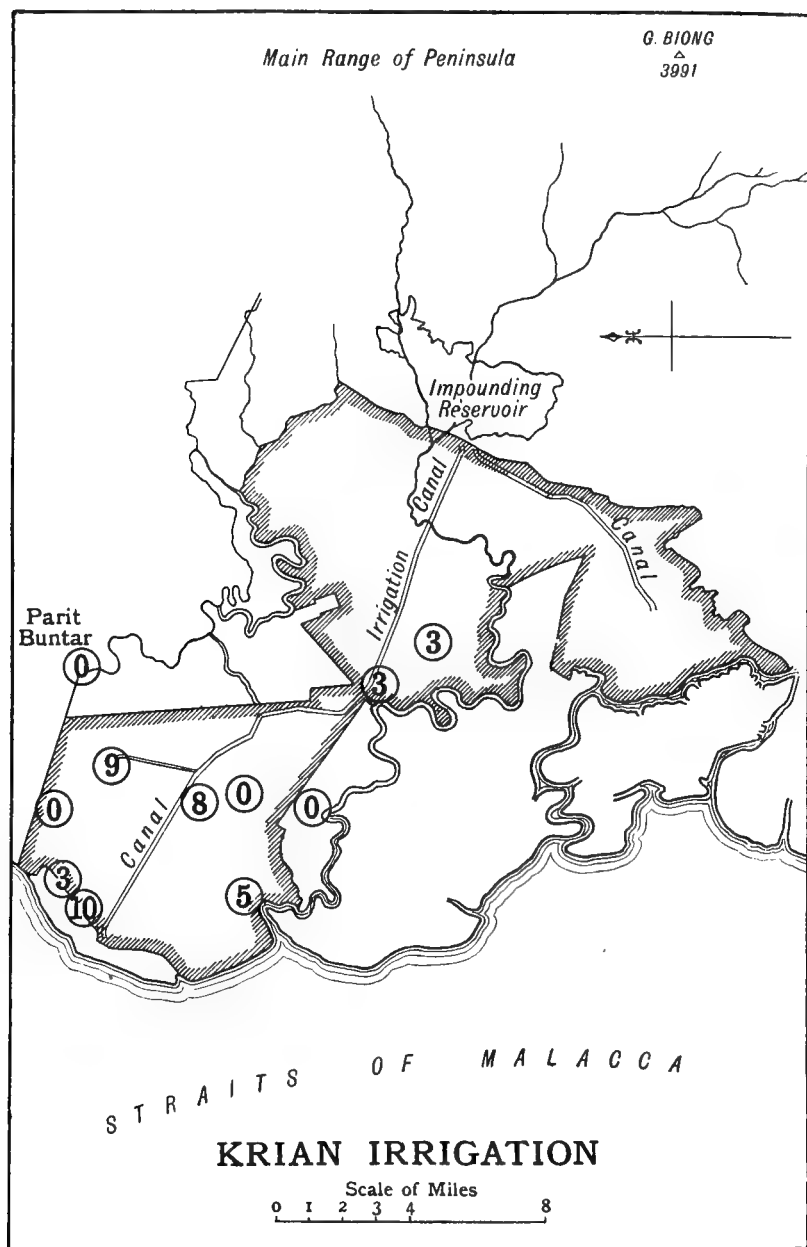 Main Range of Peninsula
G. BIONG
3991
Impounding
Reservoir
Canal
Irrigation
Canal
Parit
Buntar
0
3
3
9
8
0
0
0
Canal
3
10
5
STRAITS OF MALACCA
KRIAN IRRIGATION
Scale of Miles
0 1 2 3 4 8